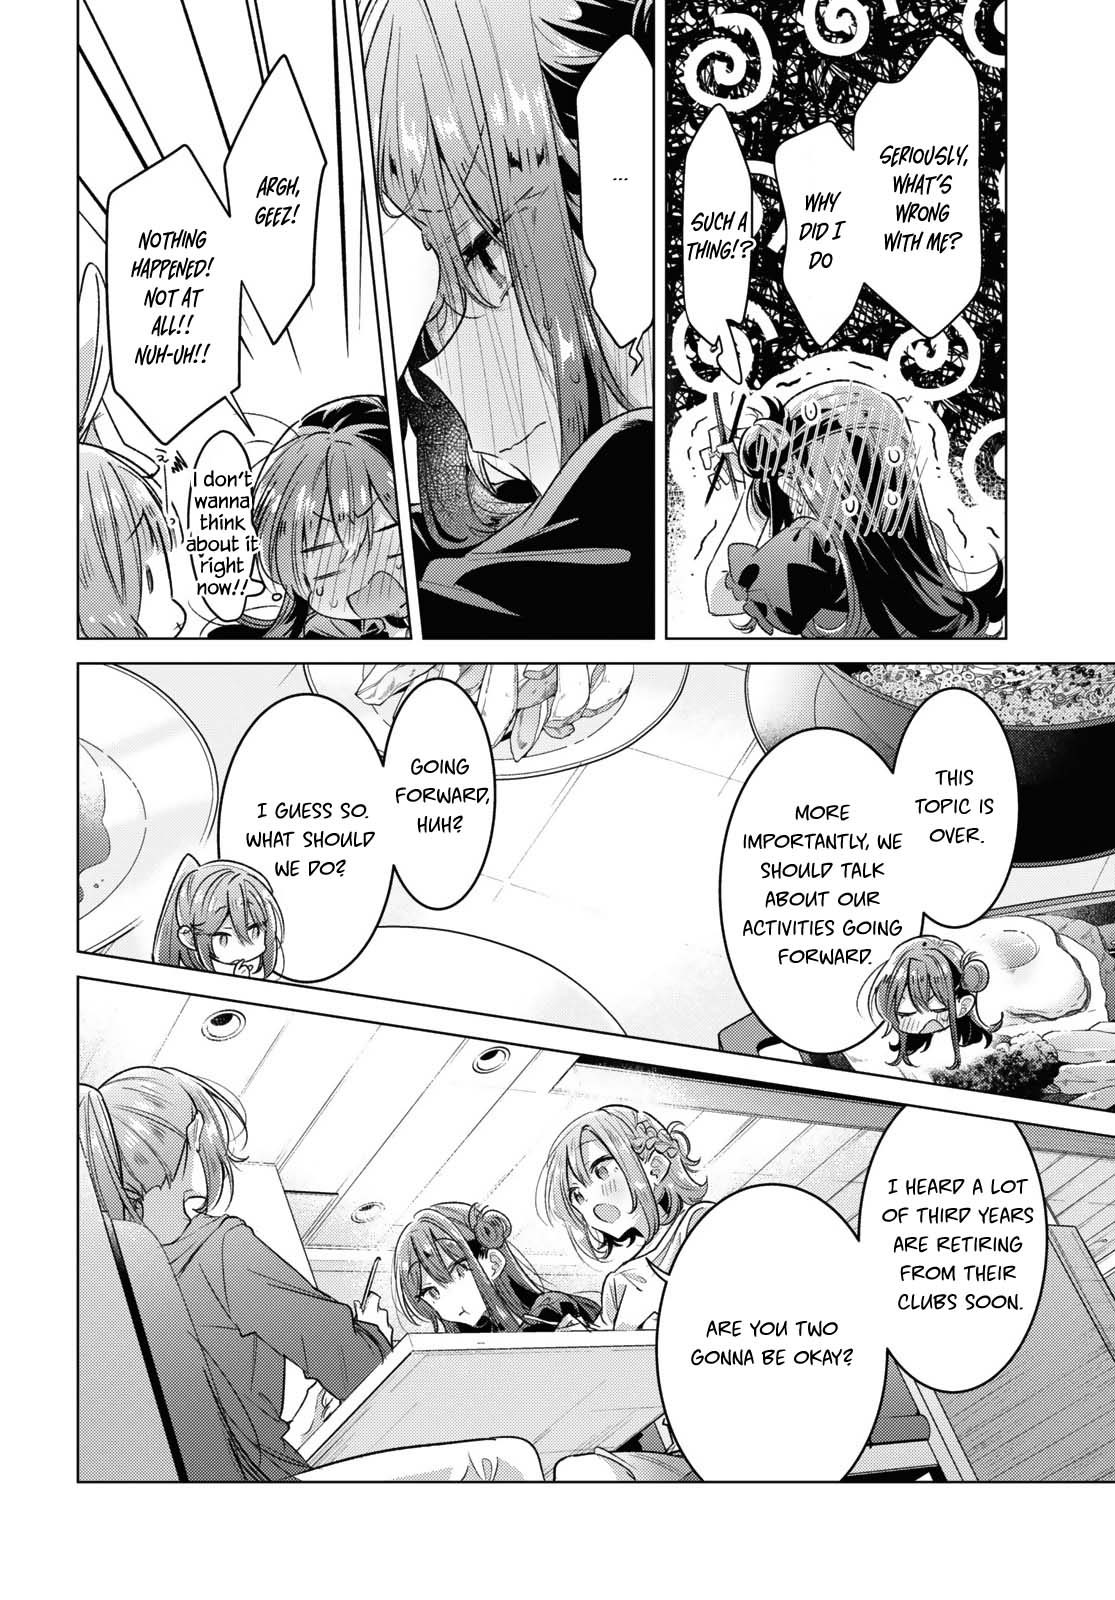 SERIOUSLY,
WHAT'S
WRONG
WITH ME?
WHY
DID I
DO
SUCH A
THING!?
...
ARGH,
GEEZ!
NOTHING
HAPPENED!
NOT AT
ALL!!
NUH-UH!!
I don't
wanna
think
about it
right
now!!
THIS
TOPIC IS
OVER.
MORE
IMPORTANTLY, WE
SHOULD TALK
ABOUT OUR
ACTIVITIES GOING
FORWARD.
GOING
FORWARD,
HUH?
I GUESS SO.
WHAT SHOULD
WE DO?
I HEARD A LOT
OF THIRD YEARS
ARE RETIRING
FROM THEIR
CLUBS SOON.
ARE YOU TWO
GONNA BE OKAY?